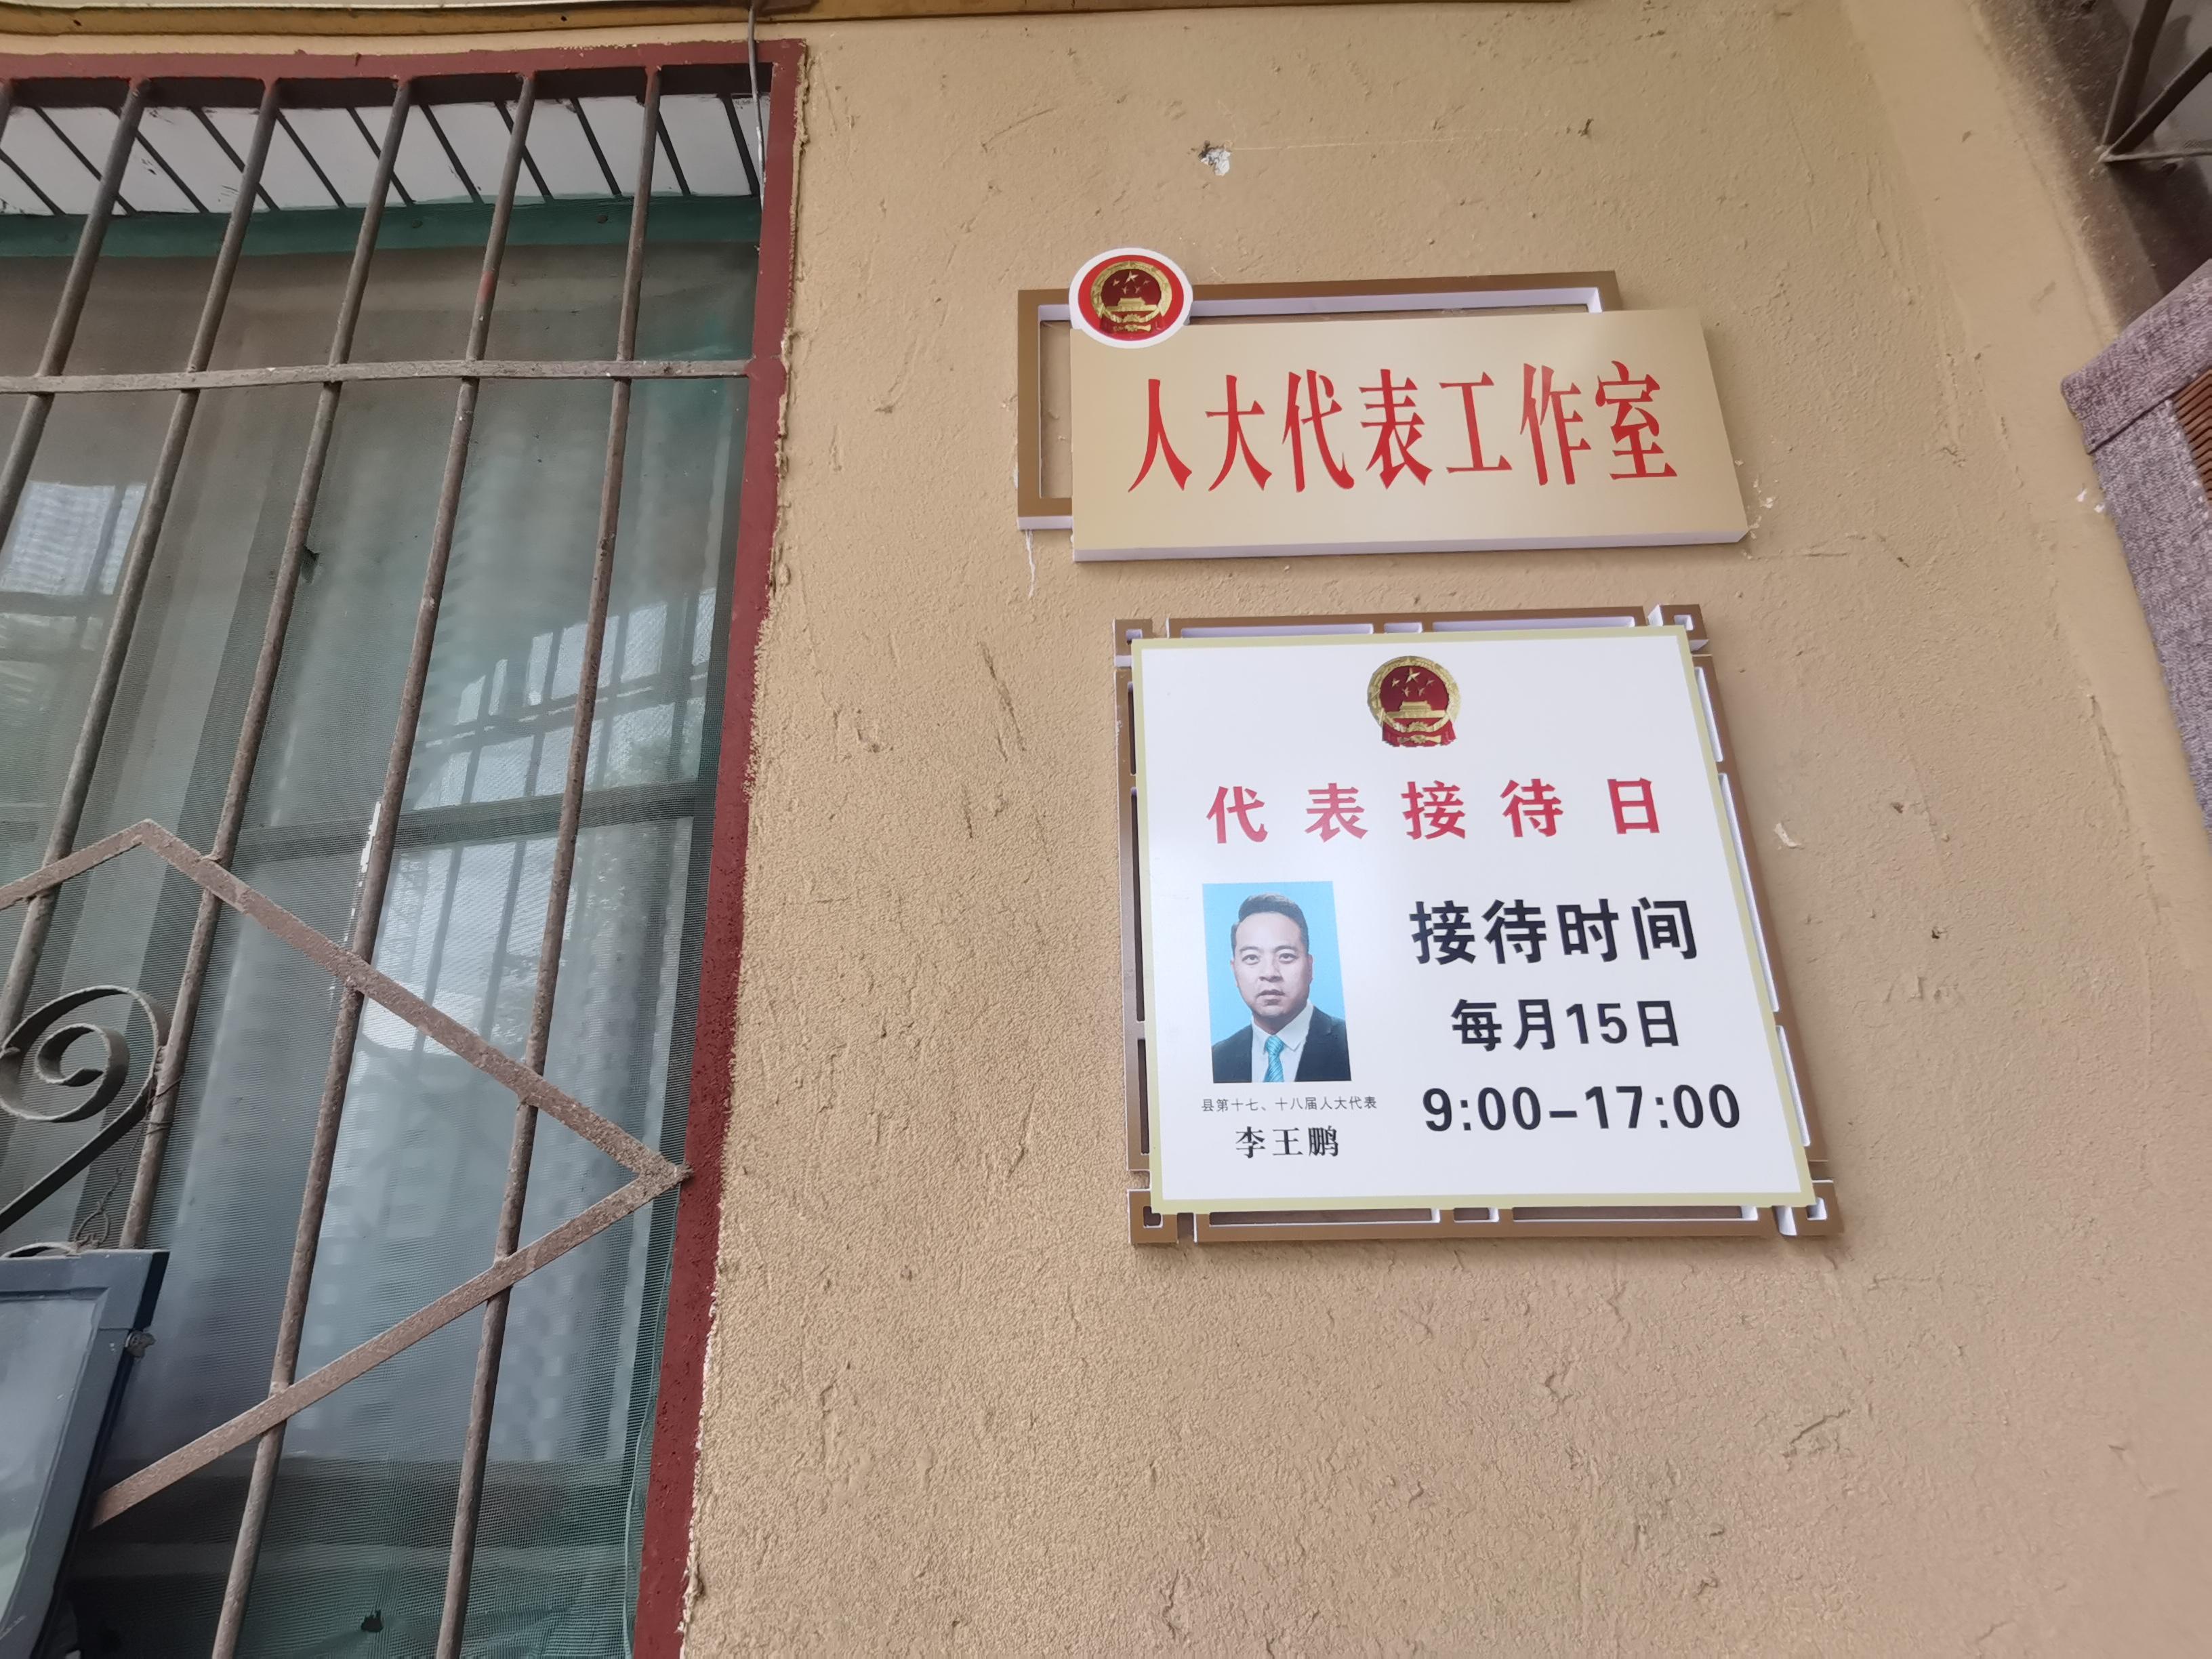 人大代表工作室
代表接待日
接待时间
每月15日
9:00-17:00
县第十七、十八届人大代表
李王鹏